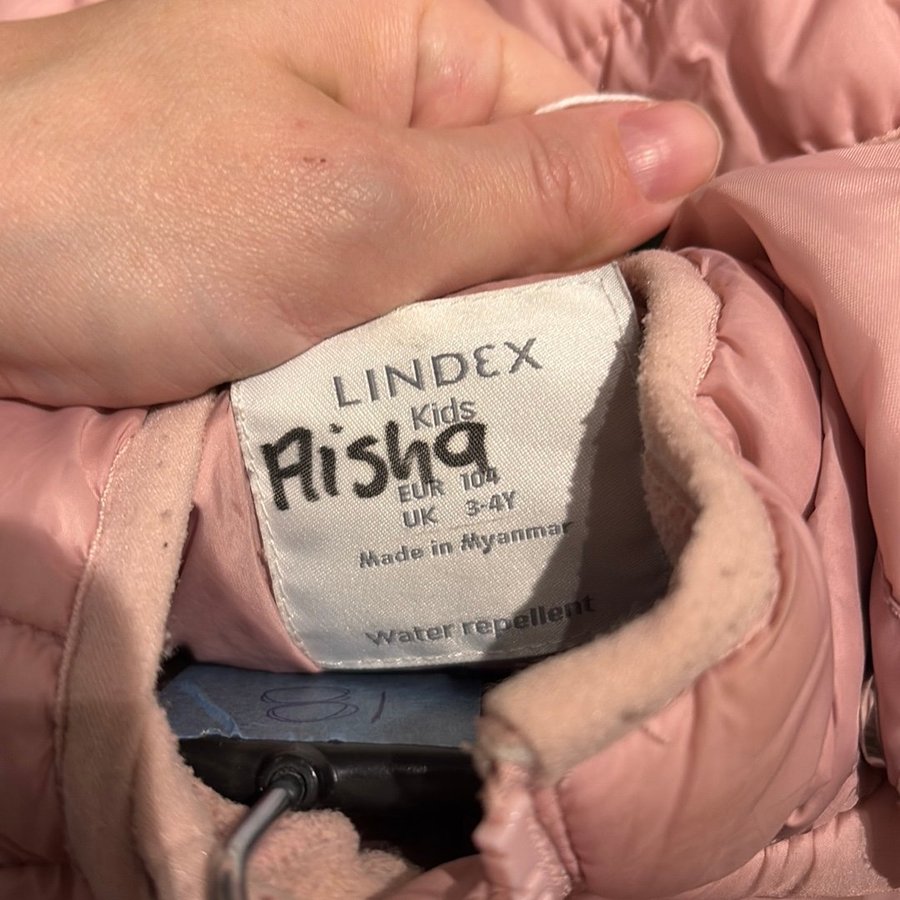 LINDEX
Kids
Aisha
EUR 104
UK 3-4Y
Made in Myanmar
Water repellent
18